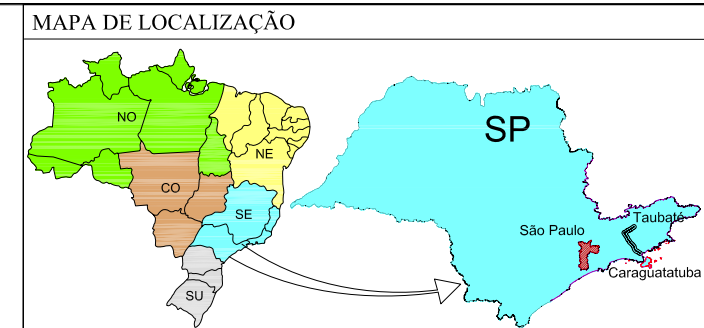 MAPA DE LOCALIZAÇÃO
NO
NE
CO
SE
SU
SP
São Paulo
Taubaté
Caraguatatuba